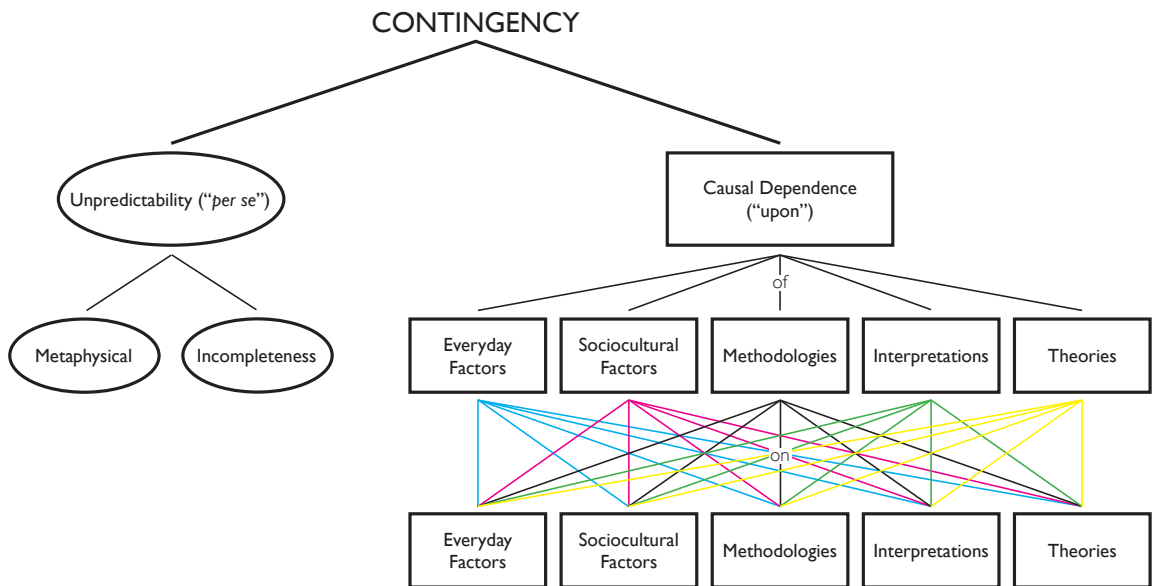 CONTINGENCY
Unpredictability (“per se”)
Causal Dependence
(“upon”)
of
Metaphysical
Incompleteness
Everyday
Factors
Sociocultural
Factors
Methodologies
Interpretations
Theories
on
Everyday
Factors
Sociocultural
Factors
Methodologies
Interpretations
Theories